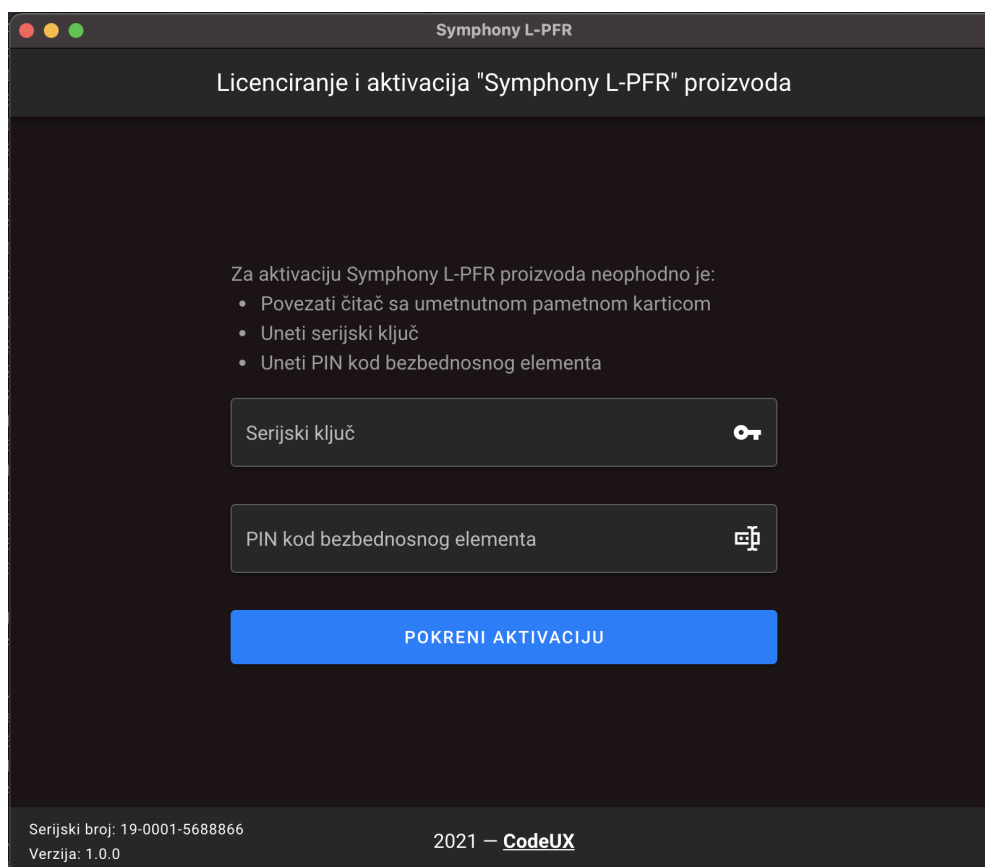 Symphony L-PFR
Licenciranje i aktivacija "Symphony L-PFR" proizvoda
Za aktivaciju Symphony L-PFR proizvoda neophodno je:
• Povezati čitač sa umetnutnom pametnom karticom
• Uneti serijski ključ
• Uneti PIN kod bezbednosnog elementa
Serijski ključ
PIN kod bezbednosnog elementa
POKRENI AKTIVACIJU
Serijski broj: 19-0001-5688866
Verzija: 1.0.0
2021 — CodeUX